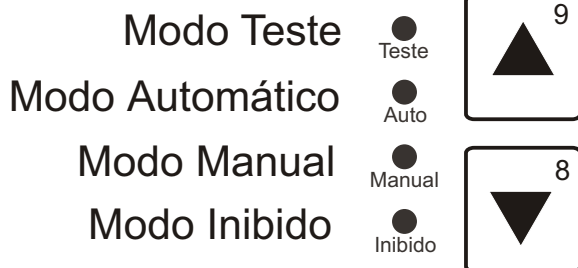 9
Modo Teste
Teste
Modo Automático
Auto
Modo Manual
Manual
8
Modo Inibido
Inibido